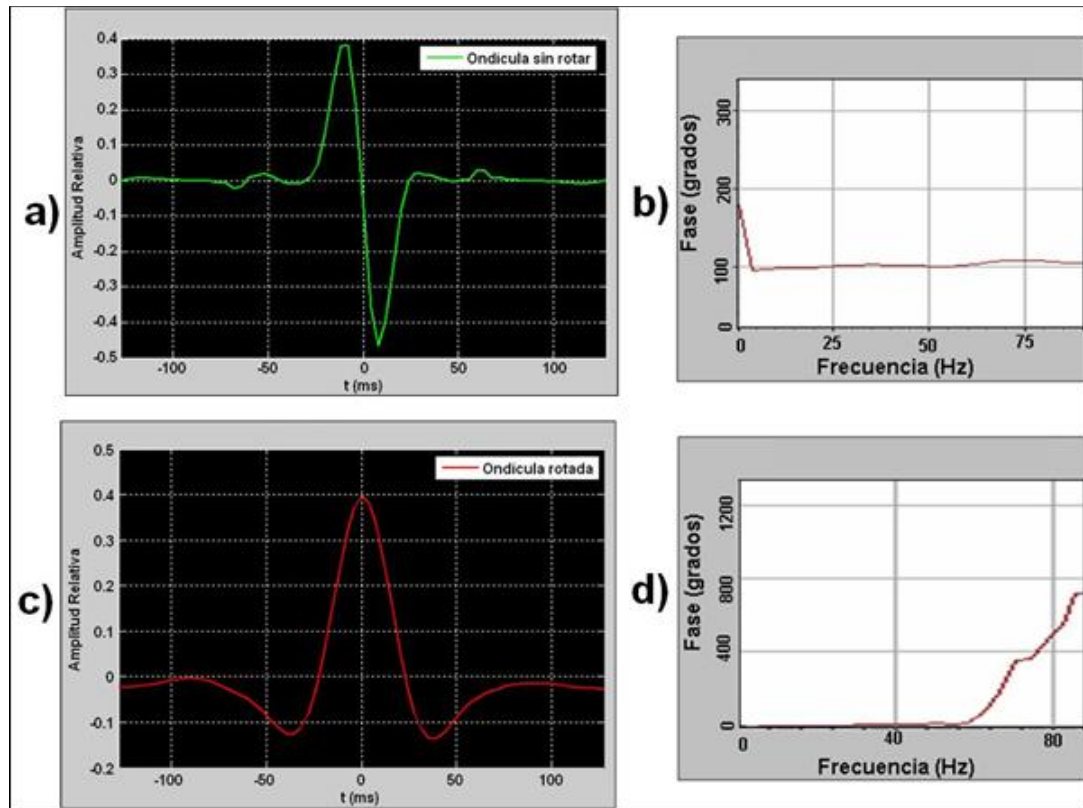 a)
0.4
0.3
0.2
0.1
0
-0.1
-0.2
-0.3
-0.4
-0.5
Amplitud Relativa
Ondicula sin rotar
-100 -50 0 50 100
t (ms)
b)
300
200
100
0
Fase (grados)
0 25 50 75
Frecuencia (Hz)
c)
0.5
0.4
0.3
0.2
0.1
0
-0.1
-0.2
Amplitud Relativa
Ondicula rotada
-100 -50 0 50 100
t (ms)
d)
1200
800
400
0
Fase (grados)
0 40 80
Frecuencia (Hz)